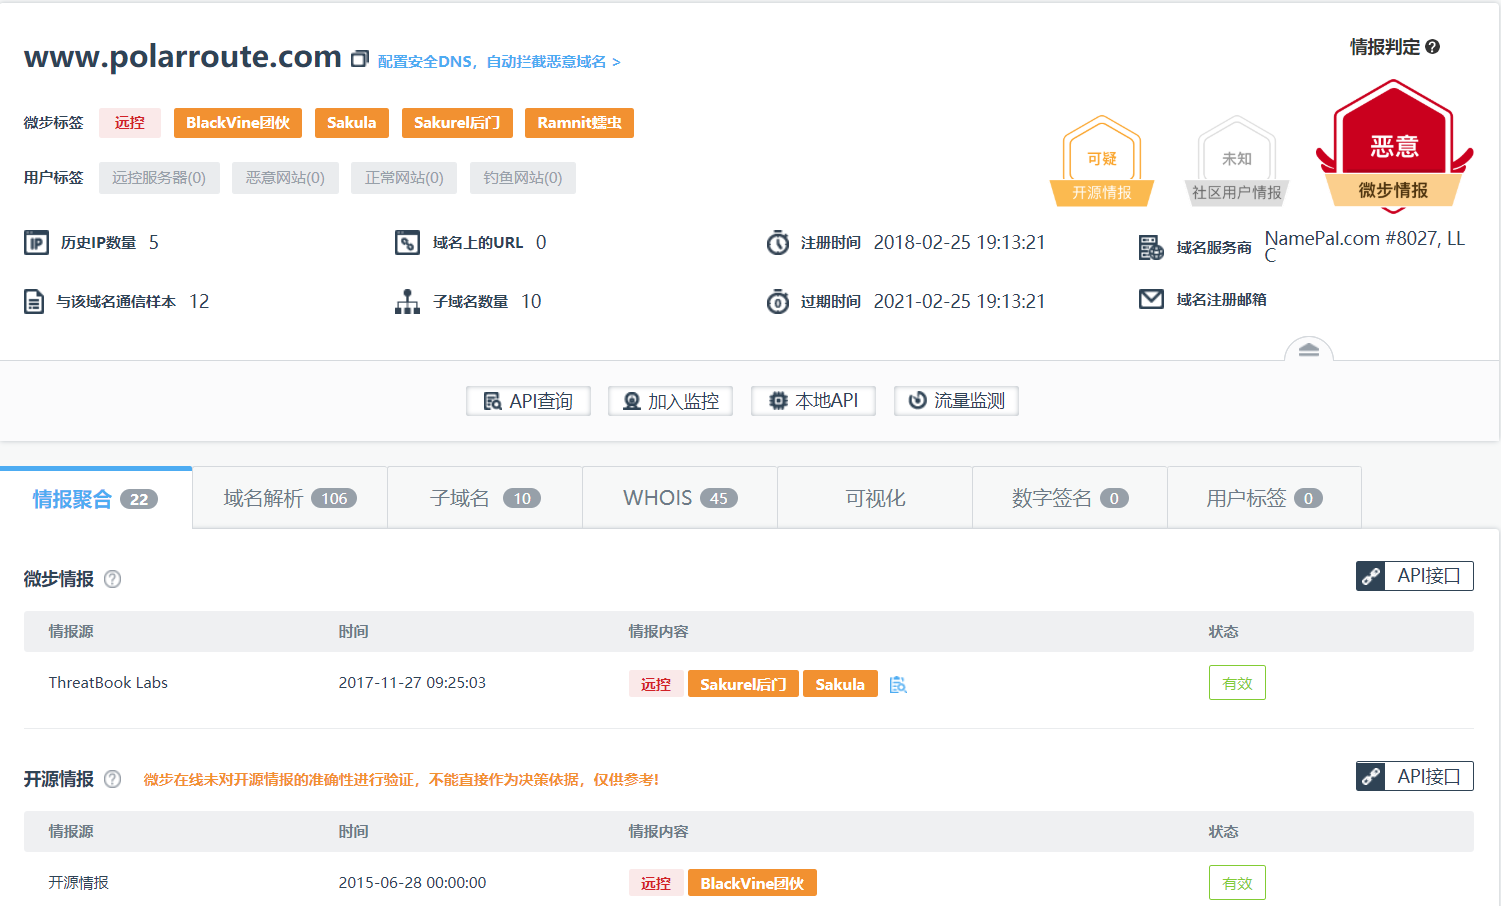 www.polarroute.com 配置安全DNS，自动拦截恶意域名 >
情报判定
微步标签 远控 BlackVine团伙 Sakula Sakurel后门 Ramnit蠕虫
可疑 开源情报
未知 社区用户情报
恶意 微步情报
用户标签 远控服务器(0) 恶意网站(0) 正常网站(0) 钓鱼网站(0)
历史IP数量 5 域名上的URL 0 注册时间 2018-02-25 19:13:21 域名服务商 NamePal.com #8027, LL
C
与该域名通信样本 12 子域名数量 10 过期时间 2021-02-25 19:13:21 域名注册邮箱
API查询 加入监控 本地API 流量监测
情报聚合 22 域名解析 106 子域名 10 WHOIS 45 可视化 数字签名 0 用户标签 0
微步情报 API接口
情报源 时间 情报内容 状态
ThreatBook Labs 2017-11-27 09:25:03 远控 Sakurel后门 Sakula 有效
开源情报 微步在线未对开源情报的准确性进行验证，不能直接作为决策依据，仅供参考! API接口
情报源 时间 情报内容 状态
开源情报 2015-06-28 00:00:00 远控 BlackVine团伙 有效